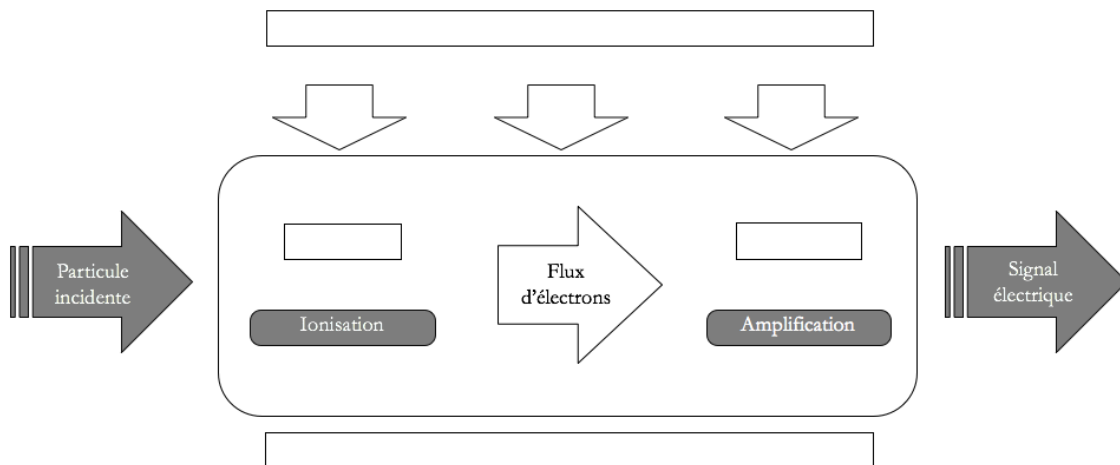 Particule
incidente
Ionisation
Flux
d'électrons
Amplification
Signal
électrique